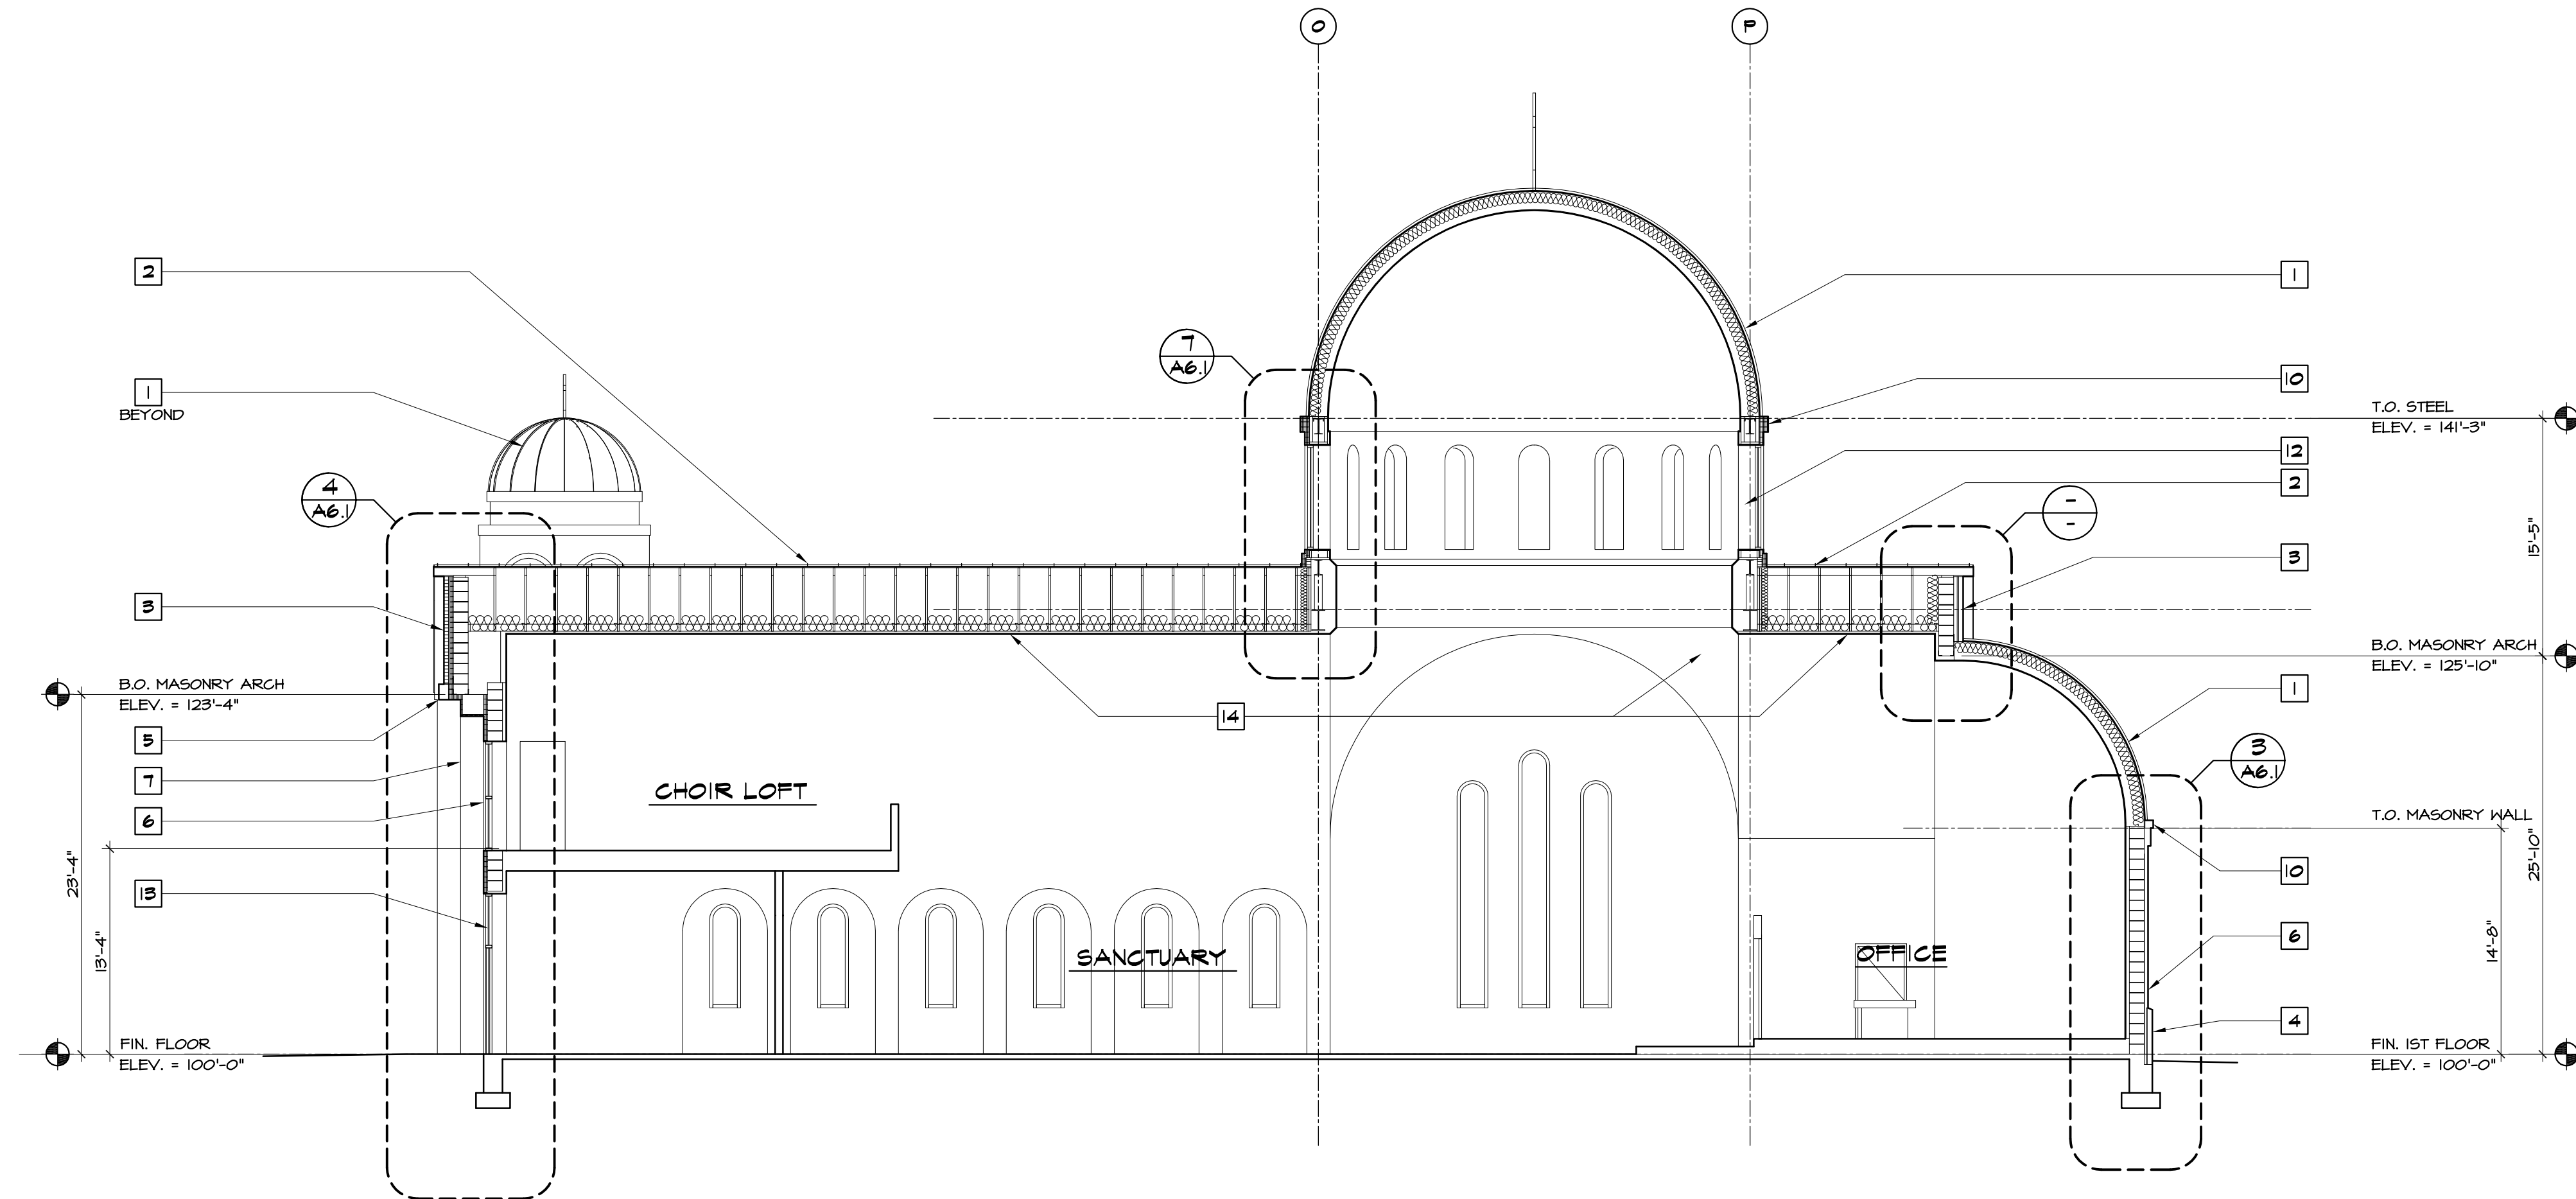 O
P
2
1
BEYOND
7
A6.1
1
10
T.O. STEEL
ELEV. = 141'-3"
12
2
4
A6.1
-
-
15'-5"
3
3
B.O. MASONRY ARCH
ELEV. = 125'-10"
B.O. MASONRY ARCH
ELEV. = 123'-4"
1
14
5
3
A6.1
7
CHOIR LOFT
6
T.O. MASONRY WALL
23'-4"
25'-10"
10
13
13'-4"
SANCTUARY
OFFICE
6
14'-8"
4
FIN. FLOOR
ELEV. = 100'-0"
FIN. 1ST FLOOR
ELEV. = 100'-0"